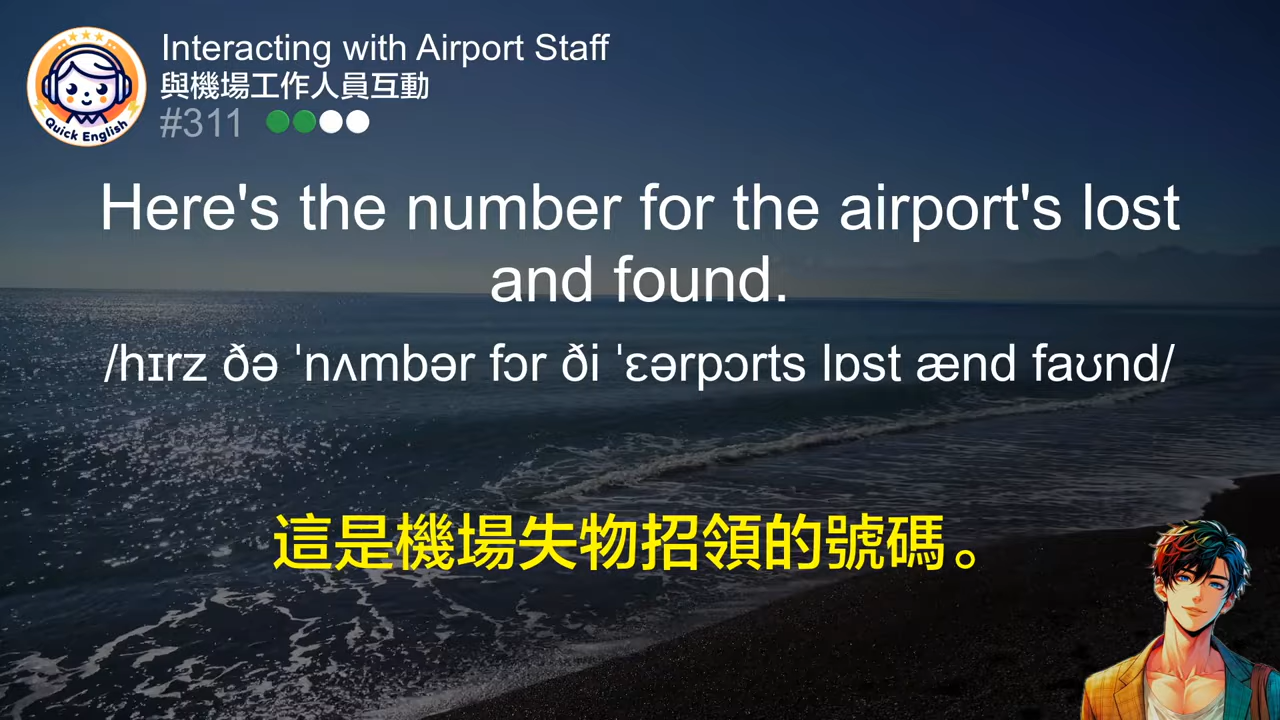 Quick English
Interacting with Airport Staff
與機場工作人員互動
#311
Here's the number for the airport's lost
and found.
/hɪrz ðə ˈnʌmbər fɔr ði ˈɛərpɔrts lɒst ænd faʊnd/
這是機場失物招領的號碼。